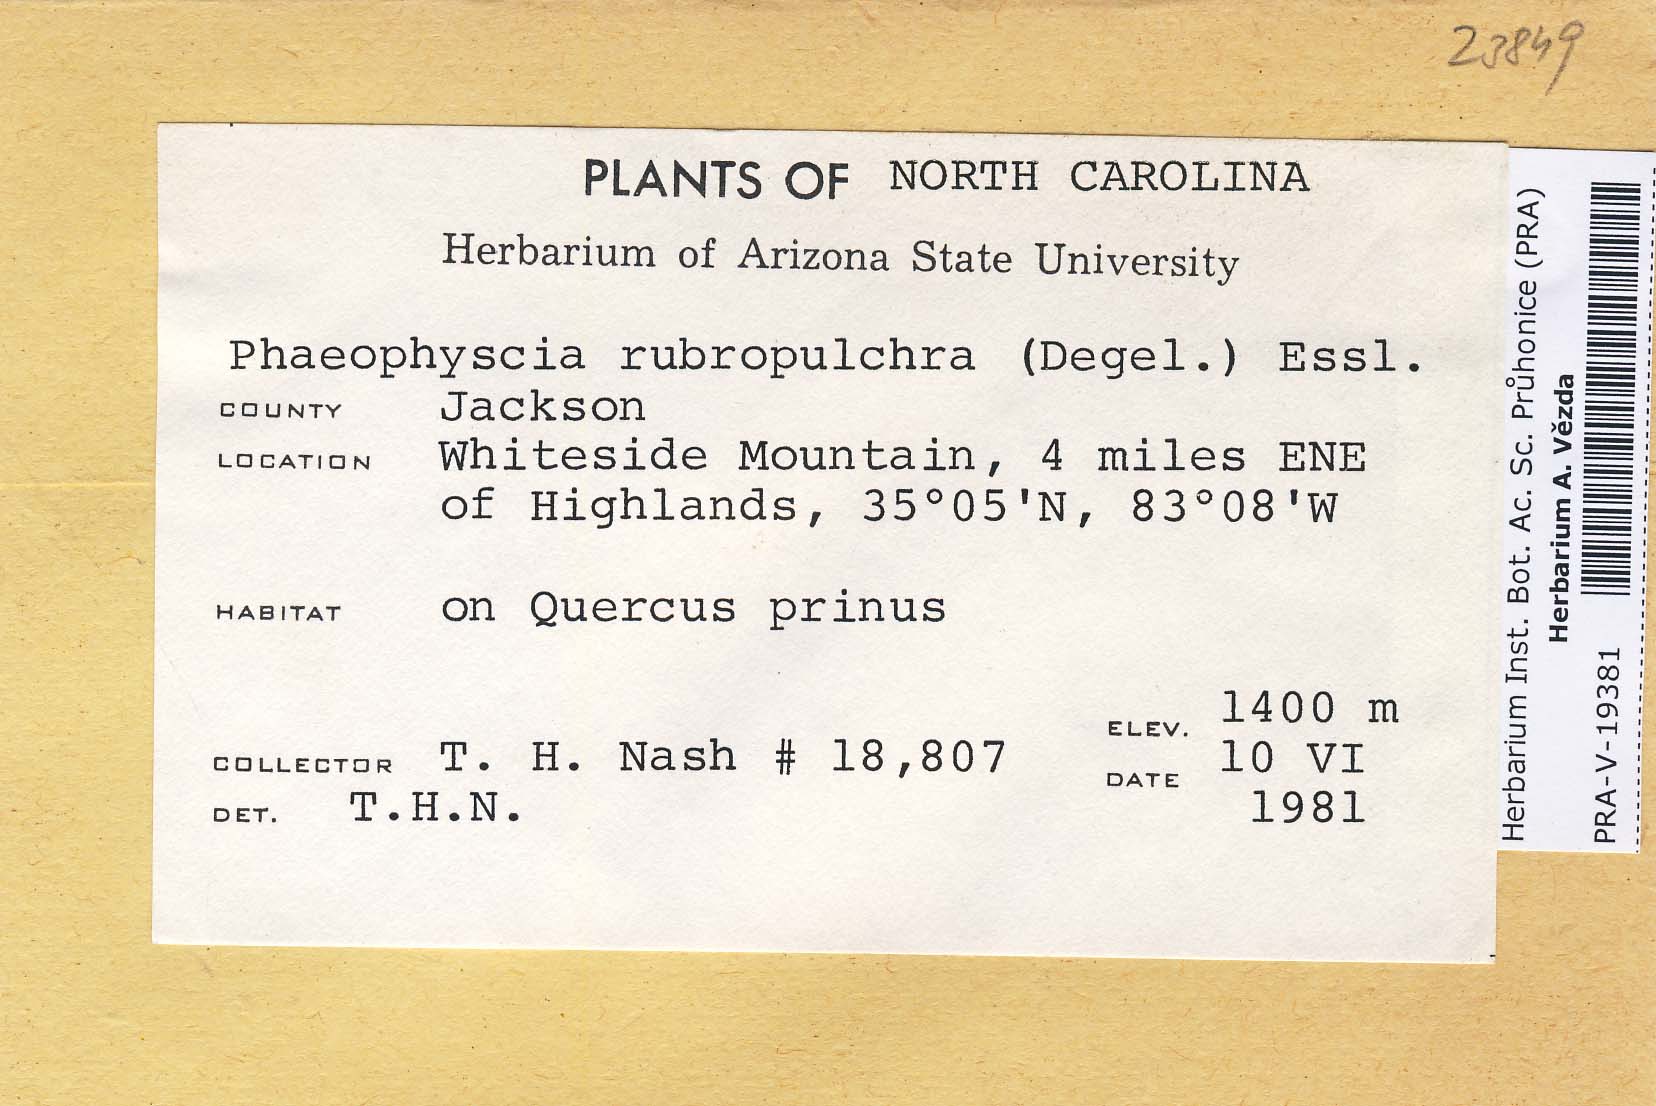 23849
PLANTS OF NORTH CAROLINA
Herbarium of Arizona State University
Phaeophyscia rubropulchra (Degel.) Essl.
COUNTY Jackson
LOCATION Whiteside Mountain, 4 miles ENE
of Highlands, 35°05'N, 83°08'W
HABITAT on Quercus prinus
ELEV. 1400 m
COLLECTOR T. H. Nash # 18,807
DATE 10 VI
1981
DET. T.H.N.
Herbarium Inst. Bot. Ac. Sc. Průhonice (PRA)
Herbarium A. Vězda
PRA-V-19381